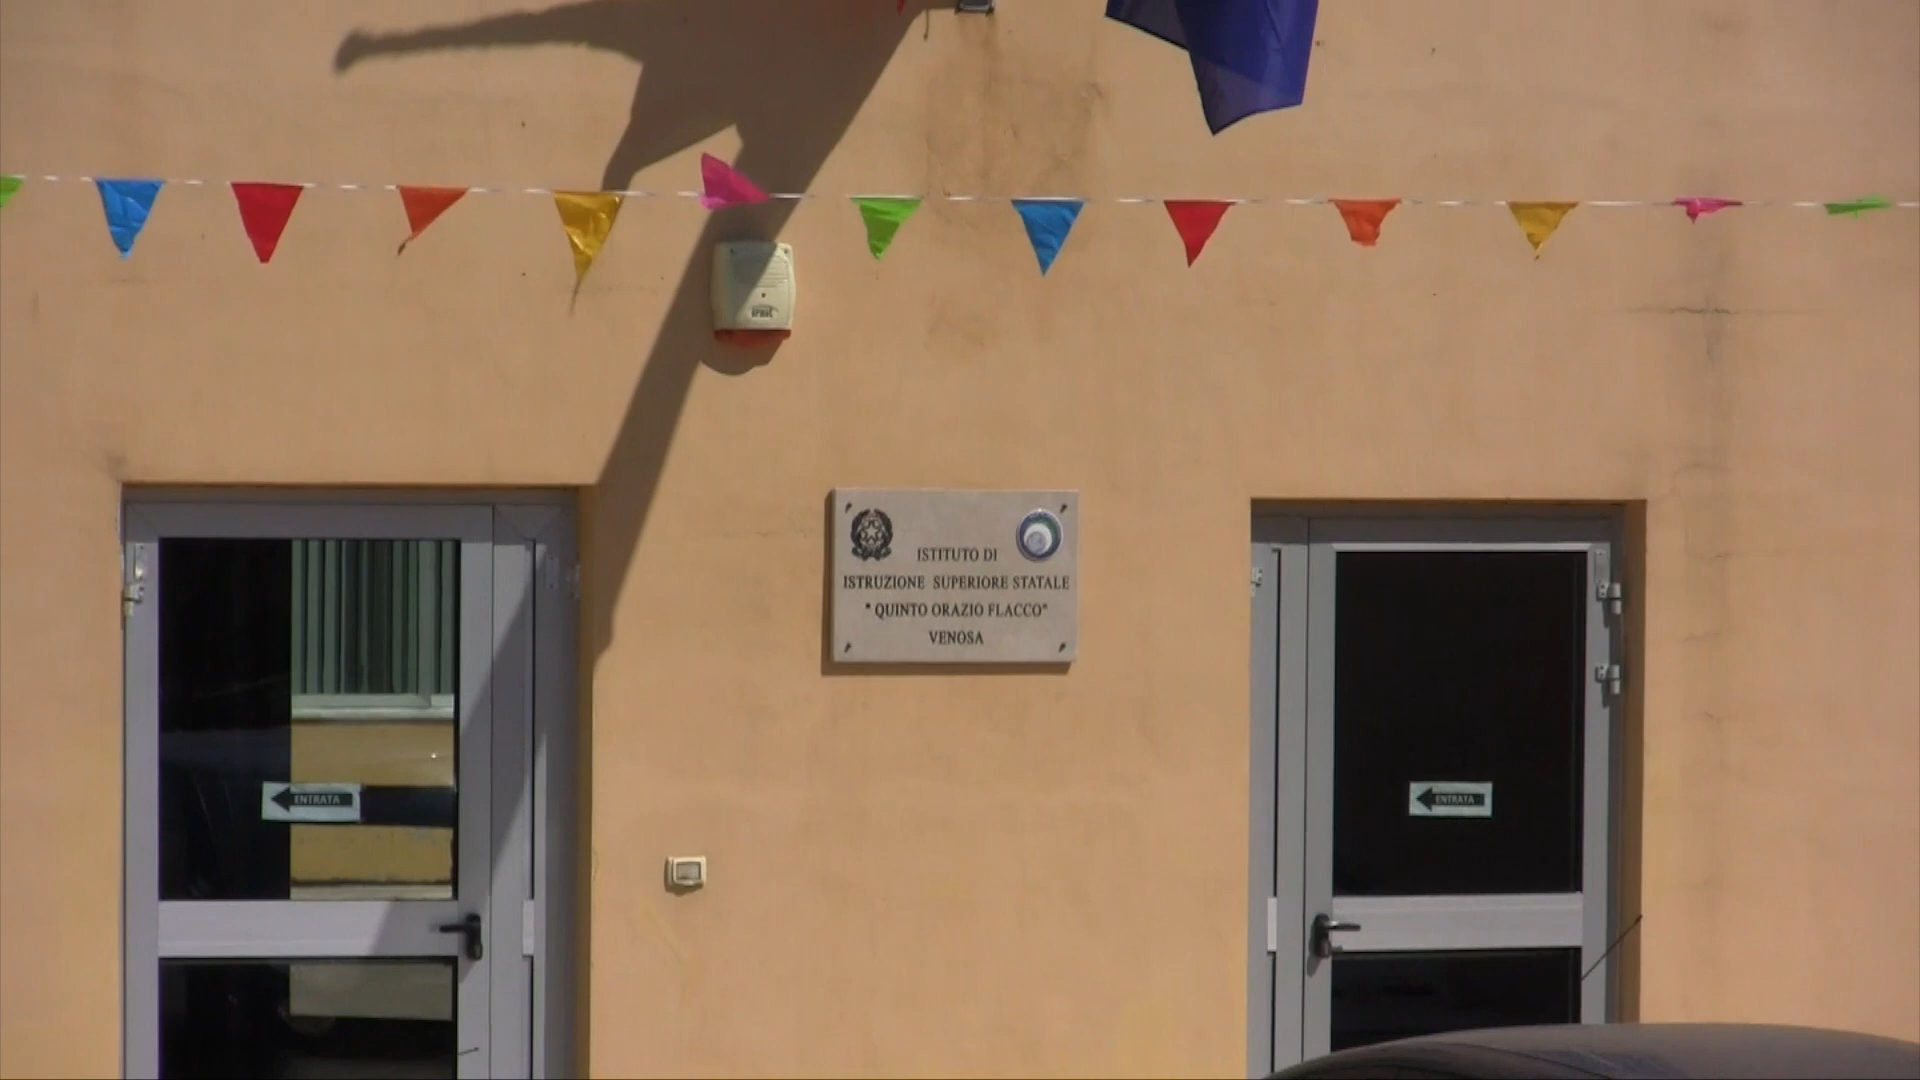 ISTITUTO DI
ISTRUZIONE SUPERIORE STATALE
"QUINTO ORAZIO FLACCO"
VENOSA
ENTRATA
ENTRATA